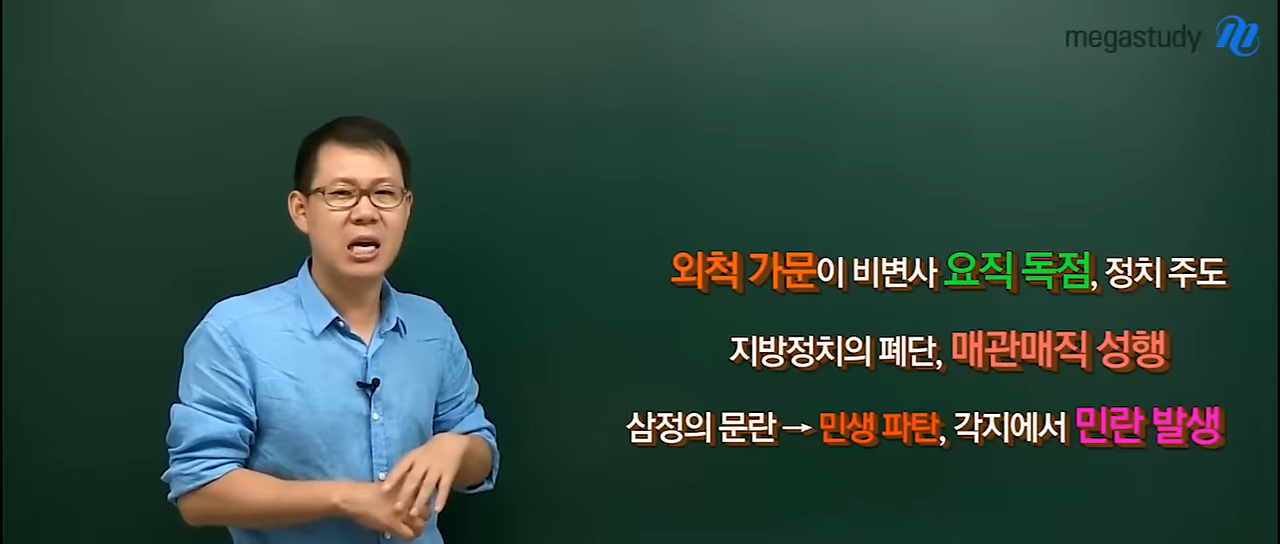 megastudy
외척 가문이 비변사 요직 독점, 정치 주도
지방정치의 폐단, 매관매직 성행
삼정의 문란 → 민생 파탄, 각지에서 민란 발생